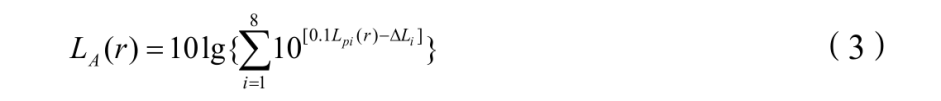 L_A(r)=10lg{∑_{i=1}^{8}10^{[0.1L_{pi}(r)-ΔL_i]}} （3）